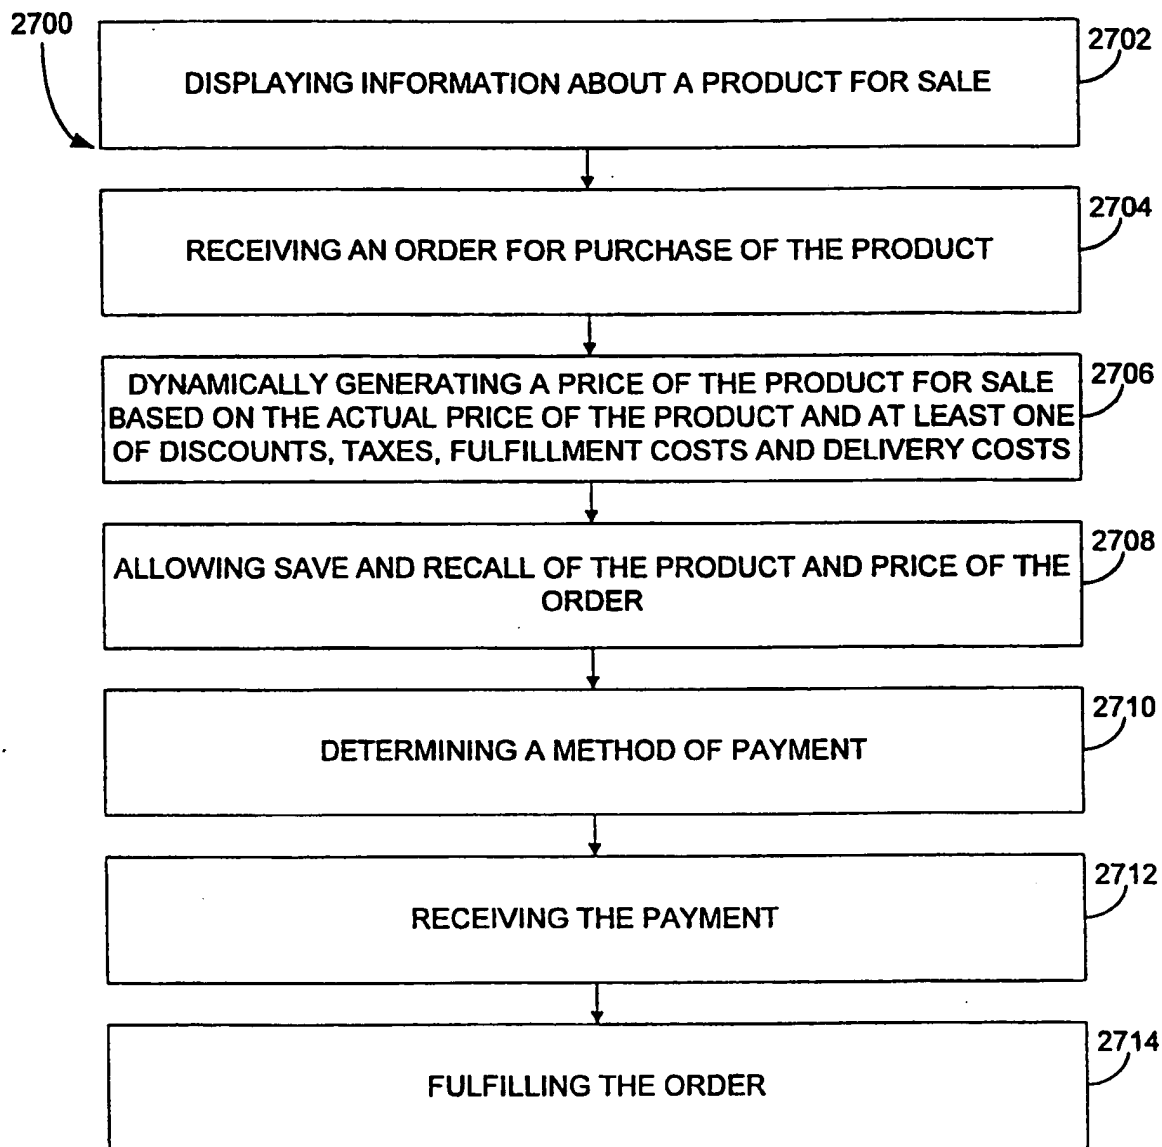 2700
2702
DISPLAYING INFORMATION ABOUT A PRODUCT FOR SALE
2704
RECEIVING AN ORDER FOR PURCHASE OF THE PRODUCT
2706
DYNAMICALLY GENERATING A PRICE OF THE PRODUCT FOR SALE
BASED ON THE ACTUAL PRICE OF THE PRODUCT AND AT LEAST ONE
OF DISCOUNTS, TAXES, FULFILLMENT COSTS AND DELIVERY COSTS
2708
ALLOWING SAVE AND RECALL OF THE PRODUCT AND PRICE OF THE
ORDER
2710
DETERMINING A METHOD OF PAYMENT
2712
RECEIVING THE PAYMENT
2714
FULFILLING THE ORDER